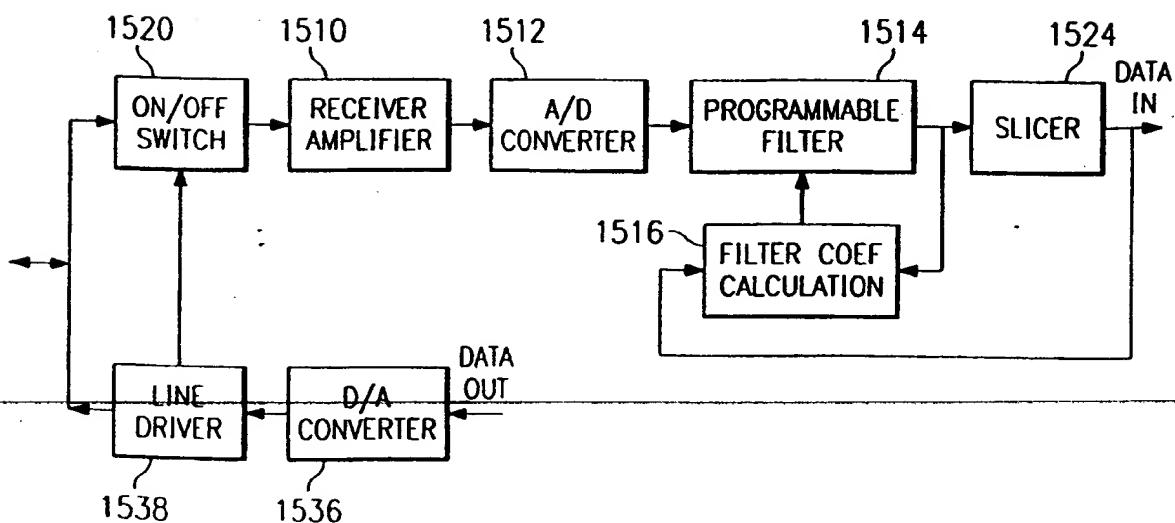 1520
1510
1512
1514
1524
ON/OFF
SWITCH
RECEIVER
AMPLIFIER
A/D
CONVERTER
PROGRAMMABLE
FILTER
SLICER
DATA
IN
1516
FILTER COEF
CALCULATION
LINE
DRIVER
D/A
CONVERTER
DATA
OUT
1538
1536